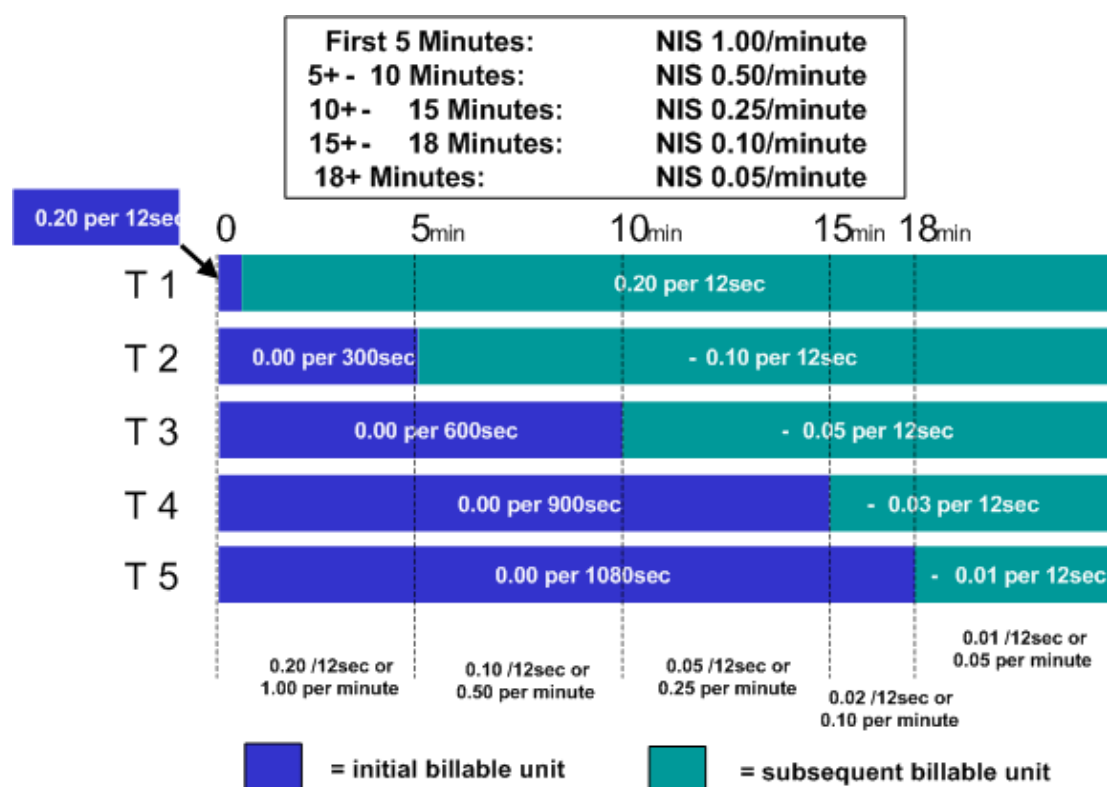 First 5 Minutes: NIS 1.00/minute
5+ - 10 Minutes: NIS 0.50/minute
10+ - 15 Minutes: NIS 0.25/minute
15+ - 18 Minutes: NIS 0.10/minute
18+ Minutes: NIS 0.05/minute
0.20 per 12sec
0 5min 10min 15min 18min
T 1 0.20 per 12sec
T 2 0.00 per 300sec - 0.10 per 12sec
T 3 0.00 per 600sec - 0.05 per 12sec
T 4 0.00 per 900sec - 0.03 per 12sec
T 5 0.00 per 1080sec - 0.01 per 12sec
0.20 /12sec or
1.00 per minute
0.10 /12sec or
0.50 per minute
0.05 /12sec or
0.25 per minute
0.02 /12sec or
0.10 per minute
0.01 /12sec or
0.05 per minute
= initial billable unit
= subsequent billable unit